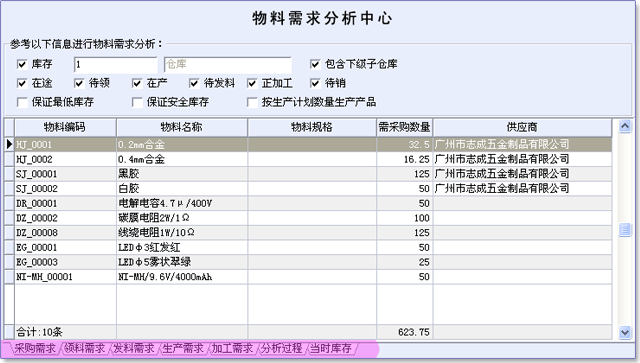 物料需求分析中心
参考以下信息进行物料需求分析：
库存 1 仓库 包含下级子仓库
在途 待领 在产 待发料 正加工 待销
保证最低库存 保证安全库存 按生产计划数量生产产品
物料编码 物料名称 物料规格 需采购数量 供应商
HJ_0001 0.2mm合金 32.5 广州市志成五金制品有限公司
HJ_0002 0.4mm合金 16.25 广州市志成五金制品有限公司
SJ_00001 黑胶 125 广州市志成五金制品有限公司
SJ_00002 白胶 50 广州市志成五金制品有限公司
DR_00001 电解电容4.7μ/400V 50
DZ_00002 碳膜电阻2W/1Ω 100
DZ_00008 线绕电阻1W/10Ω 125
EG_00001 LEDφ3红发红 50
EG_00003 LEDφ5雾状翠绿 25
NI-MH_00001 NI-MH/9.6V/4000mAh 50
合计:10条 623.75
采购需求 领料需求 发料需求 生产需求 加工需求 分析过程 当时库存